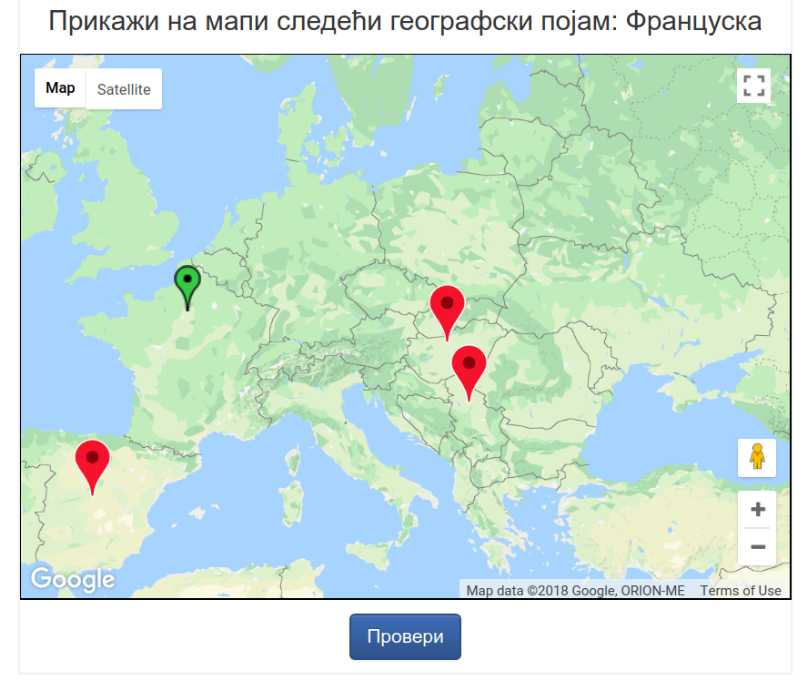 Прикажи на мапи следећи географски појам: Француска
Map
Satellite
Google
Map data ©2018 Google, ORION-ME Terms of Use
Провери